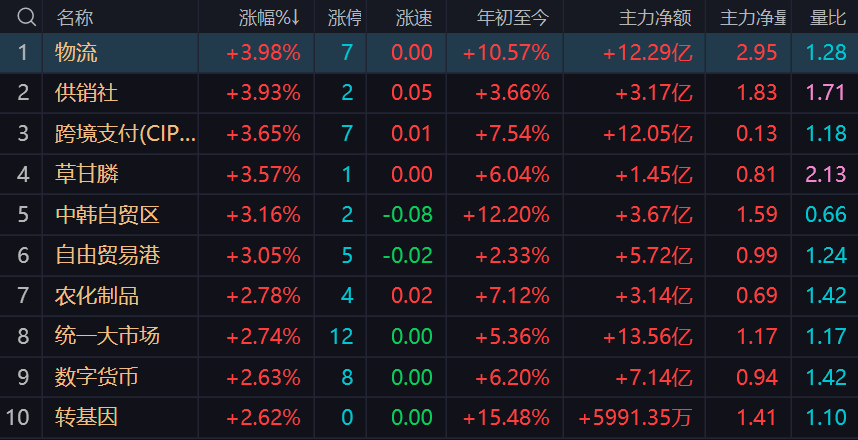 名称 涨幅%↓ 涨停 涨速 年初至今 主力净额 主力净量 量比
1 物流 +3.98% 7 0.00 +10.57% +12.29亿 2.95 1.28
2 供销社 +3.93% 2 0.05 +3.66% +3.17亿 1.83 1.71
3 跨境支付(CIP... +3.65% 7 0.01 +7.54% +12.05亿 0.13 1.18
4 草甘膦 +3.57% 1 0.00 +6.04% +1.45亿 0.81 2.13
5 中韩自贸区 +3.16% 2 -0.08 +12.20% +3.67亿 1.59 0.66
6 自由贸易港 +3.05% 5 -0.02 +2.33% +5.72亿 0.99 1.24
7 农化制品 +2.78% 4 0.02 +7.12% +3.14亿 0.69 1.42
8 统一大市场 +2.74% 12 0.00 +5.36% +13.56亿 1.17 1.17
9 数字货币 +2.63% 8 0.00 +6.20% +7.14亿 0.94 1.42
10 转基因 +2.62% 0 0.00 +15.48% +5991.35万 1.41 1.10